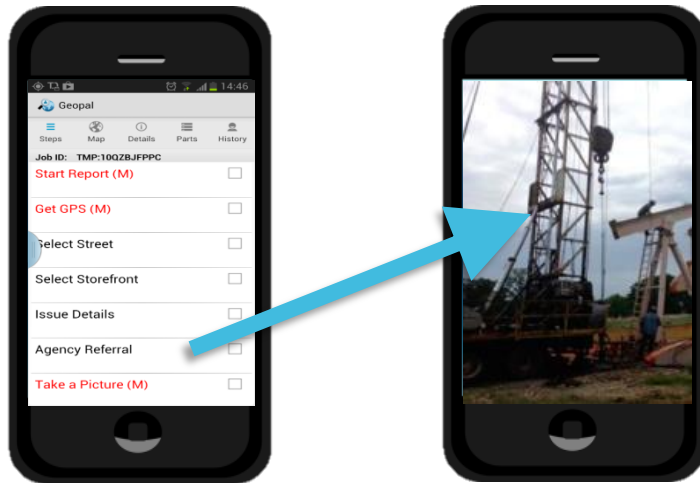 14:46
Geopal
Steps Map Details Parts History
Job ID: TMP:10QZBJFPPC
Start Report (M)
Get GPS (M)
Select Street
Select Storefront
Issue Details
Agency Referral
Take a Picture (M)